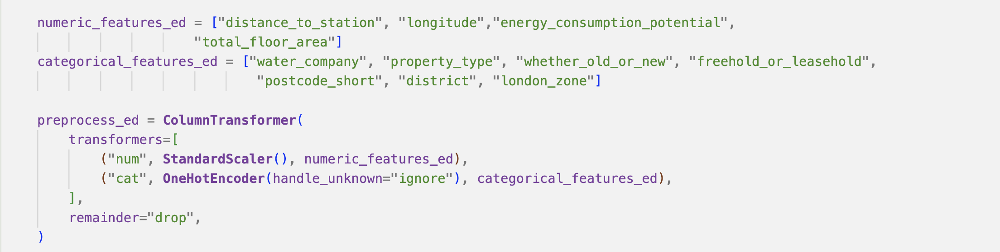 numeric_features_ed = ["distance_to_station", "longitude","energy_consumption_potential",
"total_floor_area"]
categorical_features_ed = ["water_company", "property_type", "whether_old_or_new", "freehold_or_leasehold",
"postcode_short", "district", "london_zone"]
preprocess_ed = ColumnTransformer(
transformers=[
("num", StandardScaler(), numeric_features_ed),
("cat", OneHotEncoder(handle_unknown="ignore"), categorical_features_ed),
],
remainder="drop",
)